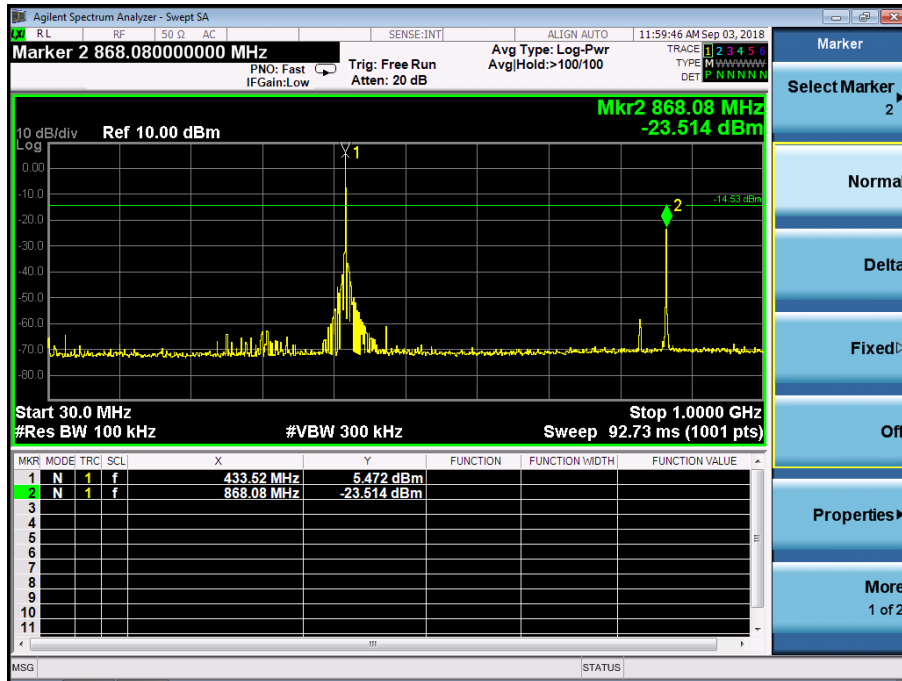 Agilent Spectrum Analyzer - Swept SA
LXI RL RF 50 Ω AC SENSE:INT ALIGN AUTO 11:59:46 AM Sep 03, 2018
Marker 2 868.080000000 MHz
PNO: Fast
IFGain:Low
Trig: Free Run
Atten: 20 dB
Avg Type: Log-Pwr
Avg|Hold:>100/100
TRACE 1 2 3 4 5 6
TYPE M W W W W W
DET P N N N N N
Mkr2 868.08 MHz
-23.514 dBm
10 dB/div Ref 10.00 dBm
Log
1
0.00
-10.0
2 -14.53 dBm
-20.0
-30.0
-40.0
-50.0
-60.0
-70.0
-80.0
Start 30.0 MHz Stop 1.0000 GHz
#Res BW 100 kHz #VBW 300 kHz Sweep 92.73 ms (1001 pts)
MKR MODE TRC SCL X Y FUNCTION FUNCTION WIDTH FUNCTION VALUE
1 N 1 f 433.52 MHz 5.472 dBm
2 N 1 f 868.08 MHz -23.514 dBm
3
4
5
6
7
8
9
10
11
MSG STATUS
Marker
Select Marker
2
Norma
Delta
Fixed
Off
Properties
More
1 of 2